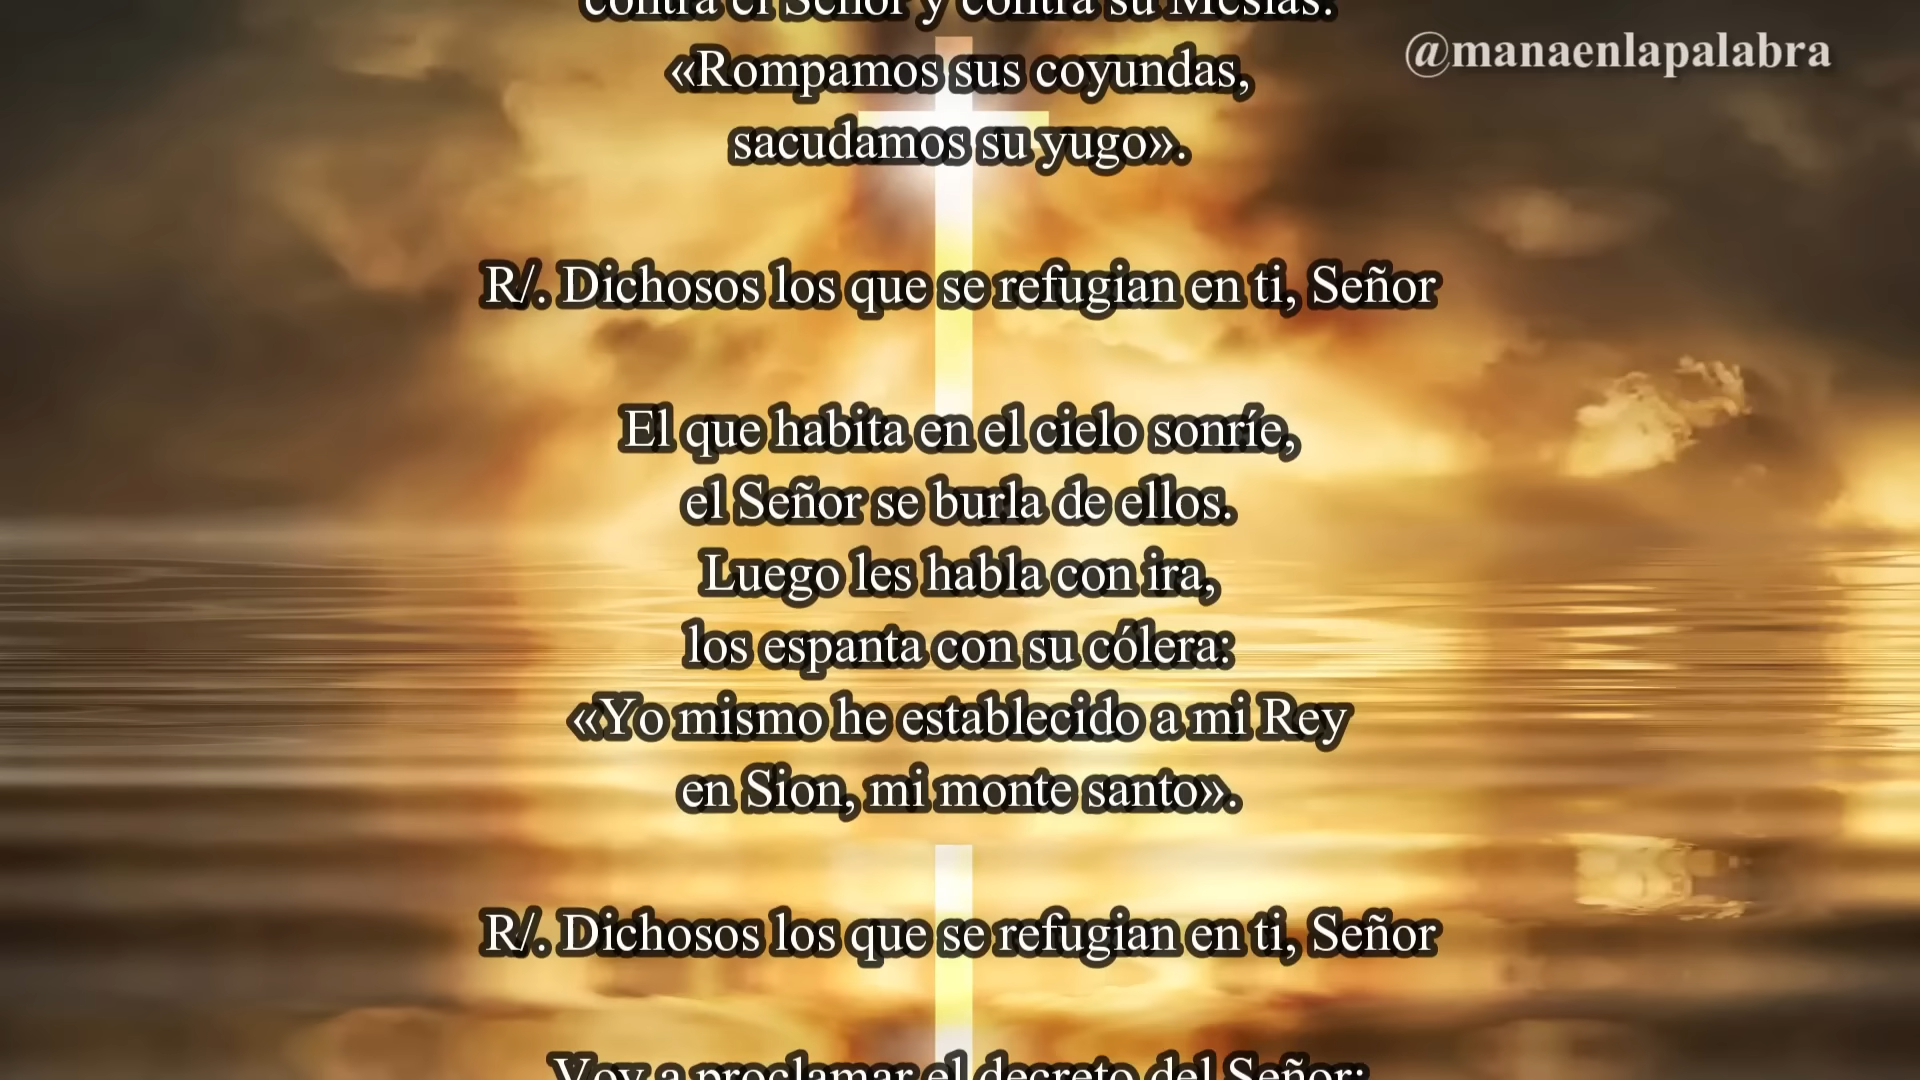 contra el Señor y contra su Mesías:
@manaenlapalabra
«Rompamos sus coyundas,
sacudamos su yugo».
R/. Dichosos los que se refugian en ti, Señor
El que habita en el cielo sonríe,
el Señor se burla de ellos.
Luego les habla con ira,
los espanta con su cólera:
«Yo mismo he establecido a mi Rey
en Sion, mi monte santo».
R/. Dichosos los que se refugian en ti, Señor
Voy a proclamar el decreto del Señor;